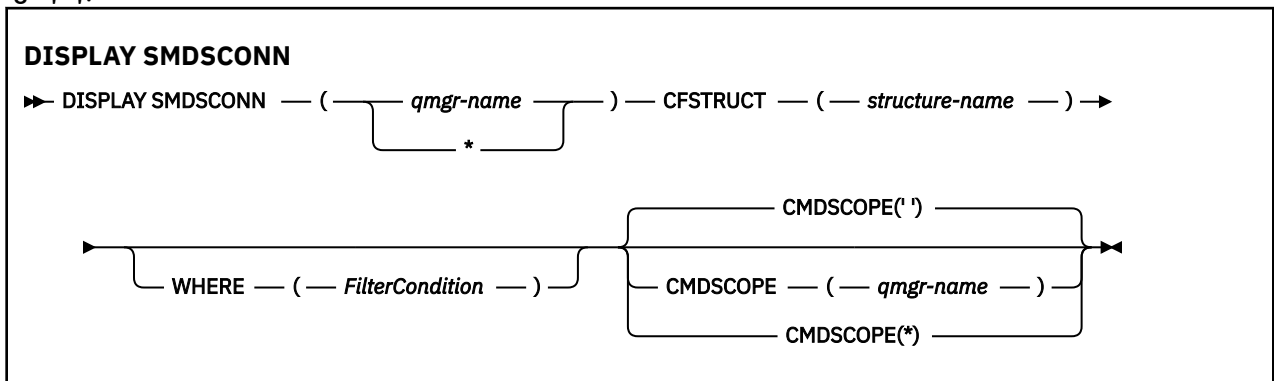 DISPLAY SMDSCONN
DISPLAY SMDSCONN ( qmgr-name ) CFSTRUCT ( structure-name )
*
CMDSCOPE(' ')
WHERE ( FilterCondition )
CMDSCOPE ( qmgr-name )
CMDSCOPE(*)